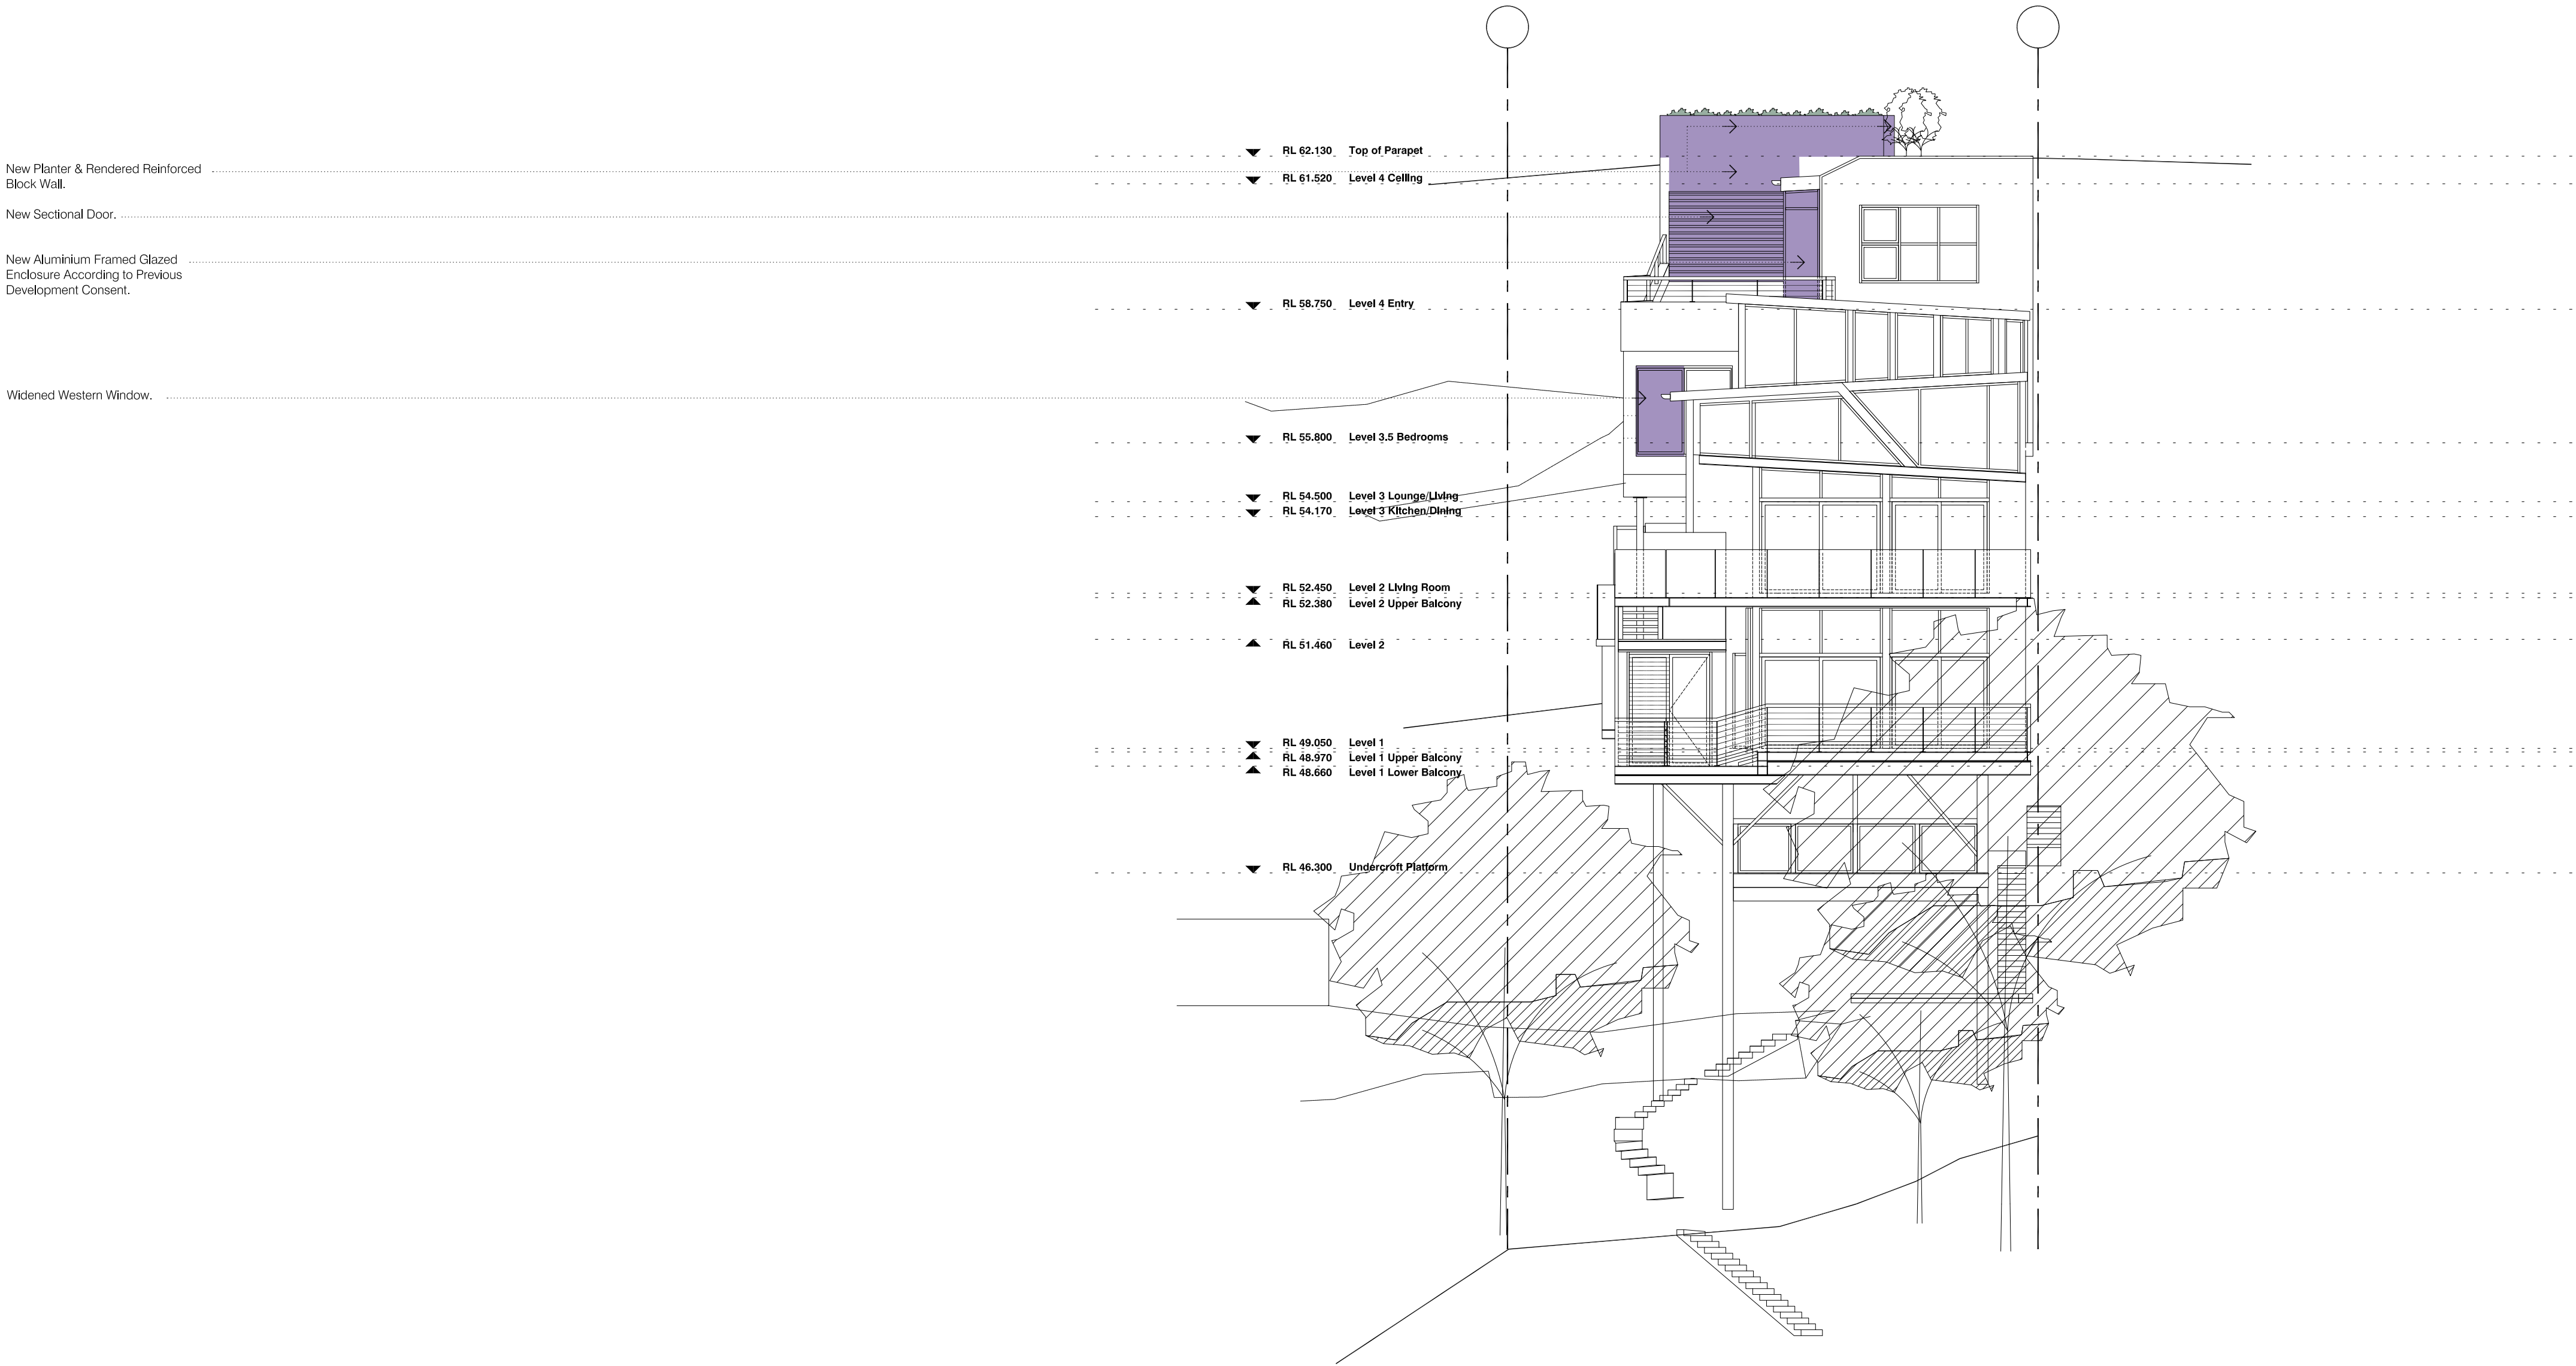 RL 62.130 Top of Parapet
New Planter & Rendered Reinforced
Block Wall.
RL 61.520 Level 4 Ceiling
New Sectional Door.
New Aluminium Framed Glazed
Enclosure According to Previous
Development Consent.
RL 58.750 Level 4 Entry
Widened Western Window.
RL 55.800 Level 3.5 Bedrooms
RL 54.500 Level 3 Lounge/Living
RL 54.170 Level 3 Kitchen/Dining
RL 52.450 Level 2 Living Room
RL 52.380 Level 2 Upper Balcony
RL 51.460 Level 2
RL 49.050 Level 1
RL 48.970 Level 1 Upper Balcony
RL 48.660 Level 1 Lower Balcony
RL 46.300 Undercroft Platform